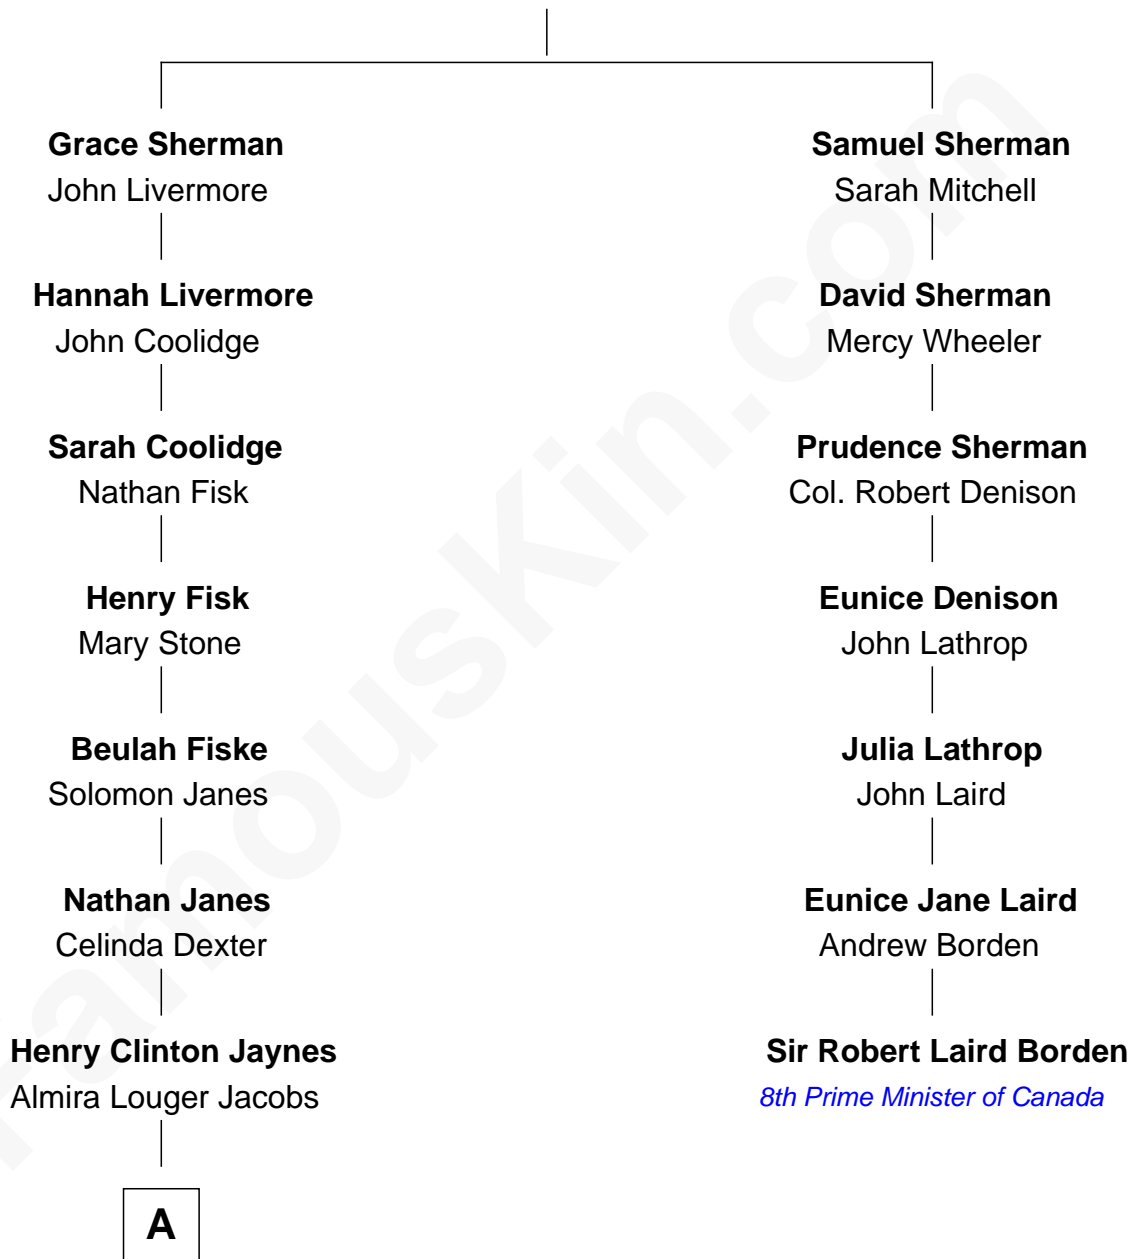 Grace Sherman
John Livermore
Hannah Livermore
John Coolidge
Sarah Coolidge
Nathan Fisk
Henry Fisk
Mary Stone
Beulah Fiske
Solomon Janes
Nathan Janes
Celinda Dexter
Henry Clinton Jaynes
Almira Louger Jacobs
A
Samuel Sherman
Sarah Mitchell
David Sherman
Mercy Wheeler
Prudence Sherman
Col. Robert Denison
Eunice Denison
John Lathrop
Julia Lathrop
John Laird
Eunice Jane Laird
Andrew Borden
Sir Robert Laird Borden
8th Prime Minister of Canada
FamousKin.com